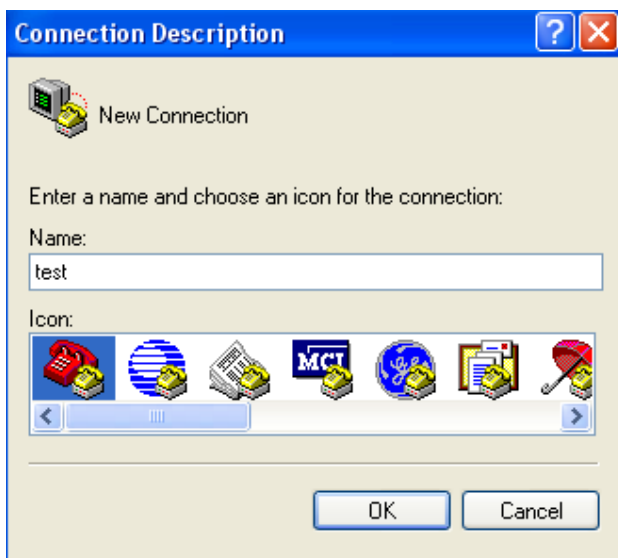 Connection Description
New Connection
Enter a name and choose an icon for the connection:
Name:
test
Icon:
MCI
OK
Cancel